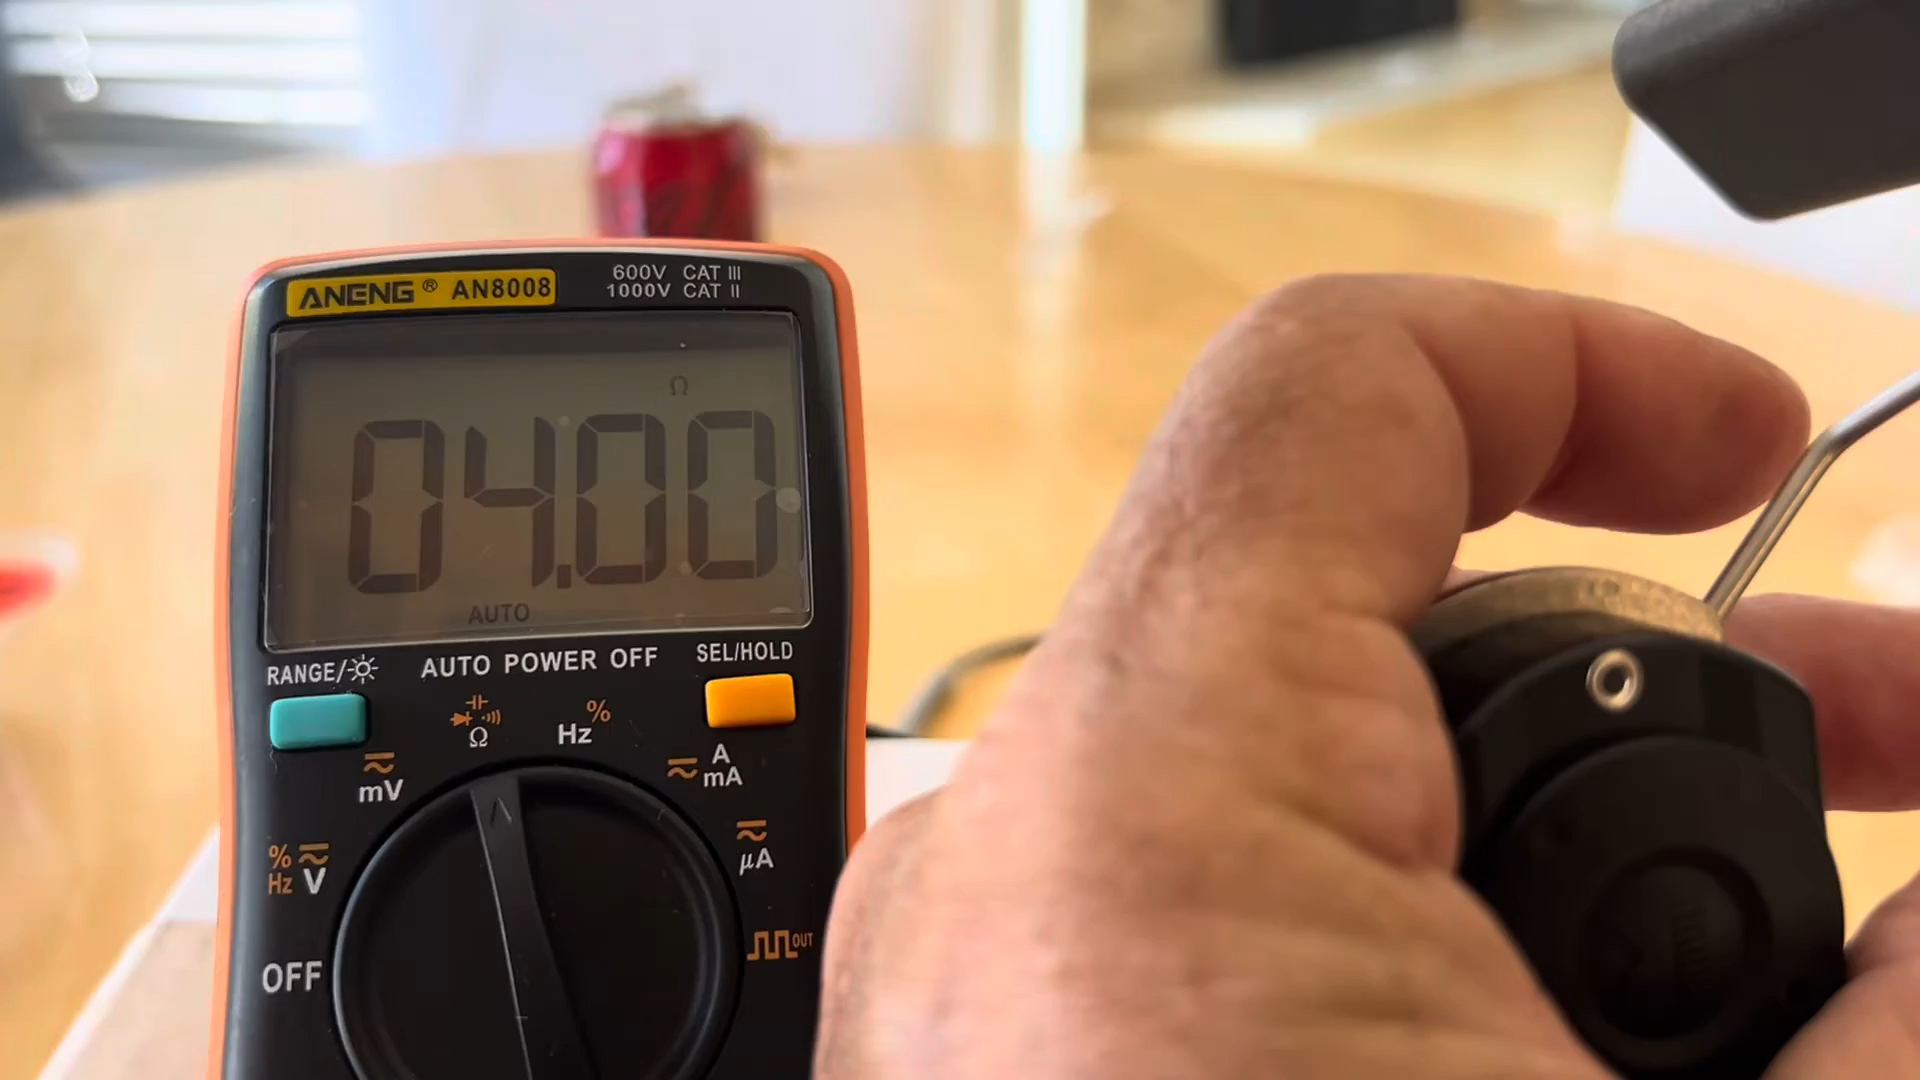 ANENG® AN8008
600V CAT III
1000V CAT II
Ω
04.00
AUTO
RANGE/
AUTO POWER OFF
SEL/HOLD
Ω
Hz %
mV
A
mA
% Hz V
μA
OUT
OFF